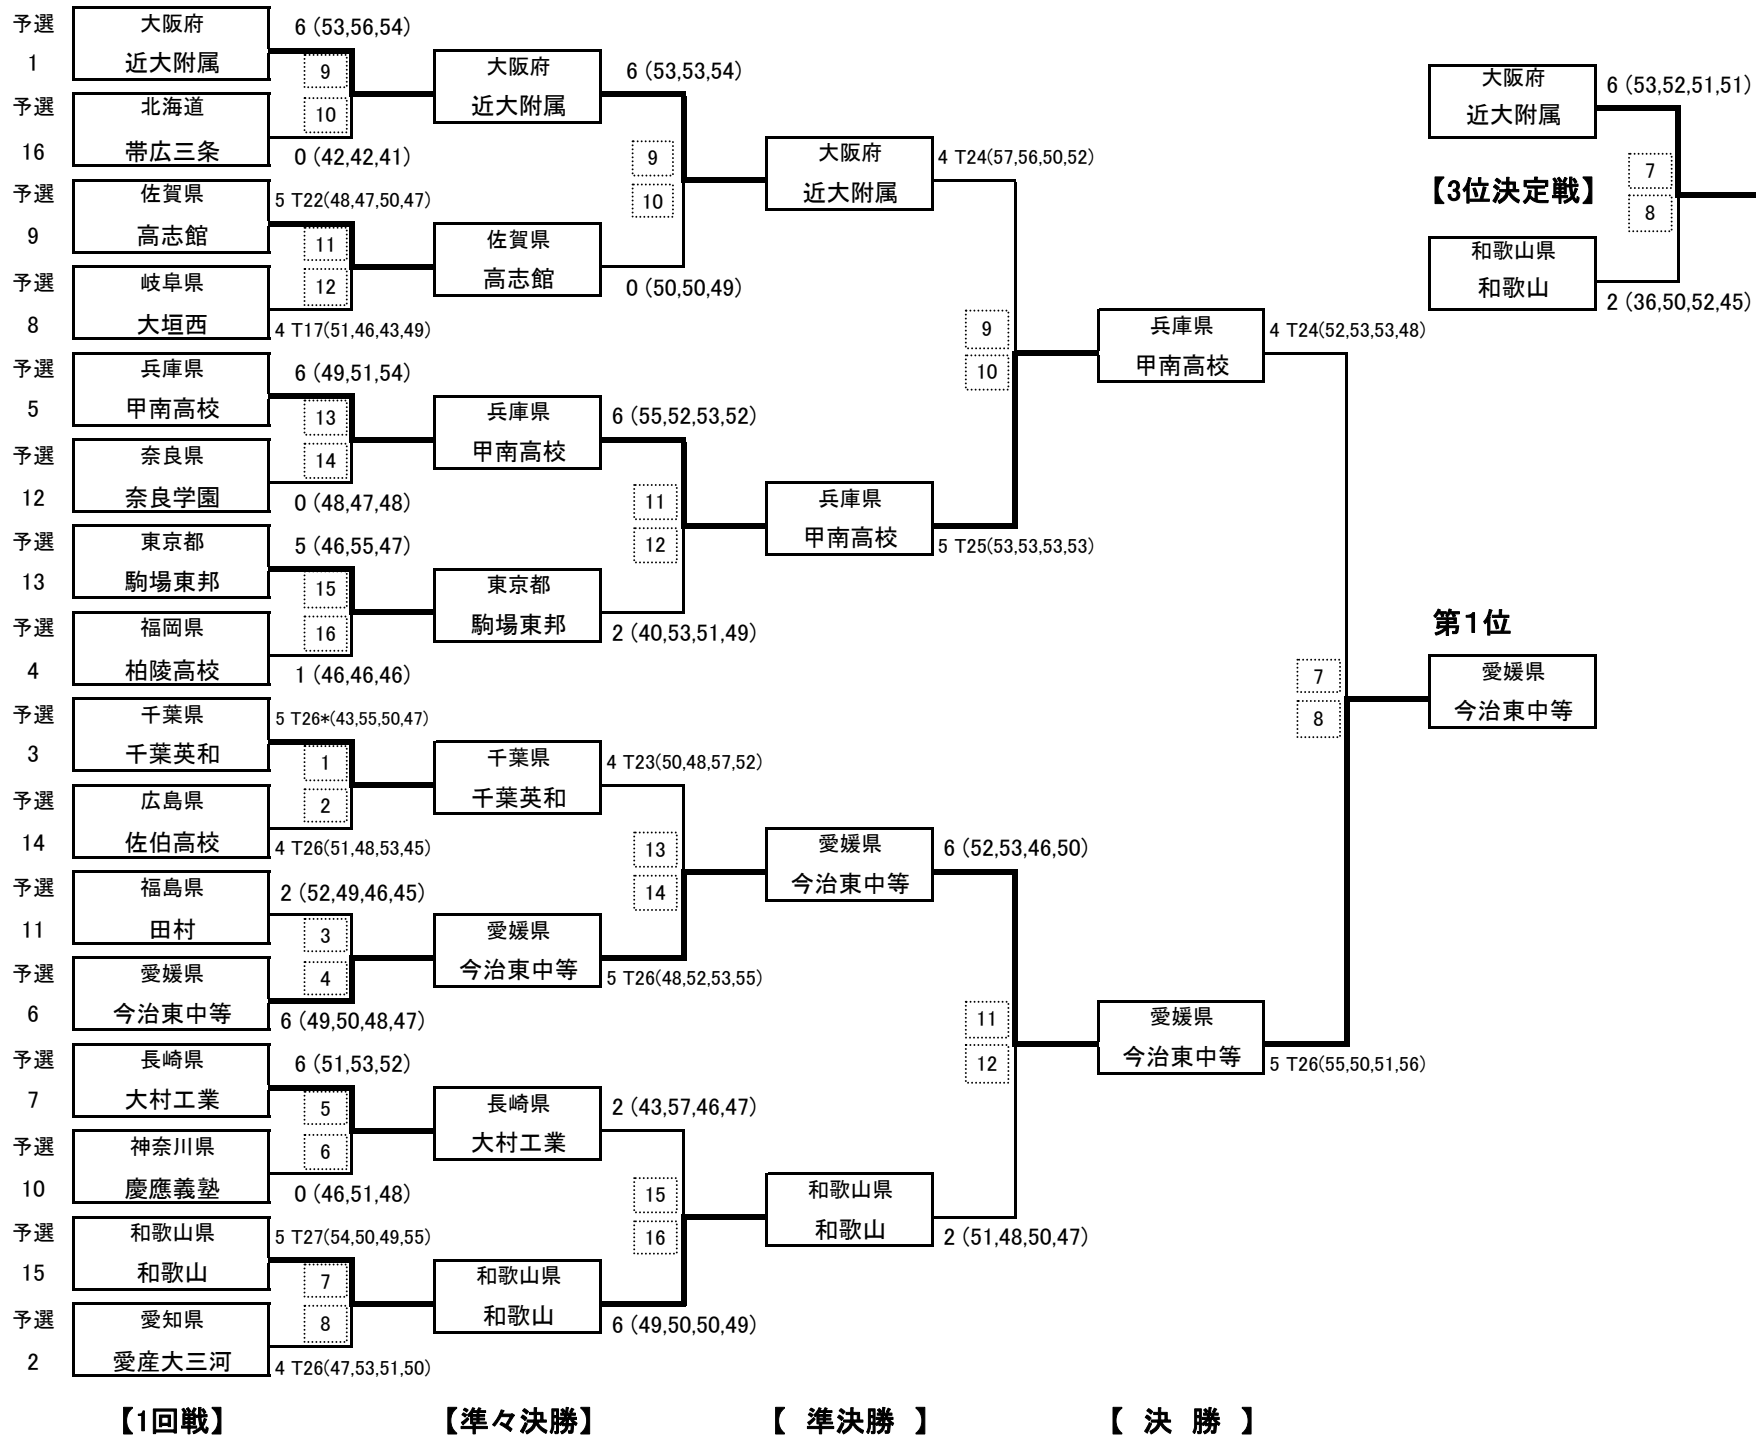 予選
1
大阪府
近大附属
6 (53,56,54)
9
10
予選
16
北海道
帯広三条
0 (42,42,41)
予選
9
佐賀県
高志館
5 T22(48,47,50,47)
11
12
予選
8
岐阜県
大垣西
4 T17(51,46,43,49)
予選
5
兵庫県
甲南高校
6 (49,51,54)
13
14
予選
12
奈良県
奈良学園
0 (48,47,48)
予選
13
東京都
駒場東邦
5 (46,55,47)
15
16
予選
4
福岡県
柏陵高校
1 (46,46,46)
予選
3
千葉県
千葉英和
5 T26*(43,55,50,47)
1
2
予選
14
広島県
佐伯高校
4 T26(51,48,53,45)
予選
11
福島県
田村
2 (52,49,46,45)
3
4
予選
6
愛媛県
今治東中等
6 (49,50,48,47)
予選
7
長崎県
大村工業
6 (51,53,52)
5
6
予選
10
神奈川県
慶應義塾
0 (46,51,48)
予選
15
和歌山県
和歌山
5 T27(54,50,49,55)
7
8
予選
2
愛知県
愛産大三河
4 T26(47,53,51,50)
【1回戦】
大阪府
近大附属
6 (53,53,54)
9
10
佐賀県
高志館
0 (50,50,49)
兵庫県
甲南高校
6 (55,52,53,52)
11
12
東京都
駒場東邦
2 (40,53,51,49)
千葉県
千葉英和
4 T23(50,48,57,52)
13
14
愛媛県
今治東中等
5 T26(48,52,53,55)
長崎県
大村工業
2 (43,57,46,47)
15
16
和歌山県
和歌山
6 (49,50,50,49)
【準々決勝】
大阪府
近大附属
4 T24(57,56,50,52)
9
10
兵庫県
甲南高校
5 T25(53,53,53,53)
愛媛県
今治東中等
6 (52,53,46,50)
11
12
和歌山県
和歌山
2 (51,48,50,47)
【 準決勝 】
兵庫県
甲南高校
4 T24(52,53,53,48)
7
8
愛媛県
今治東中等
5 T26(55,50,51,56)
【 決 勝 】
大阪府
近大附属
6 (53,52,51,51)
【3位決定戦】
7
8
和歌山県
和歌山
2 (36,50,52,45)
第1位
愛媛県
今治東中等